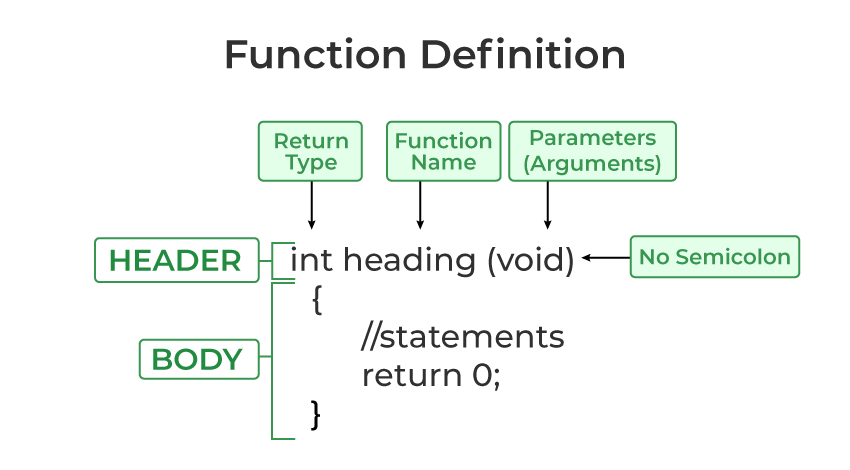 Function Definition
Return
Type
Function
Name
Parameters
(Arguments)
HEADER
int heading (void)
No Semicolon
{
//statements
BODY
return 0;
}